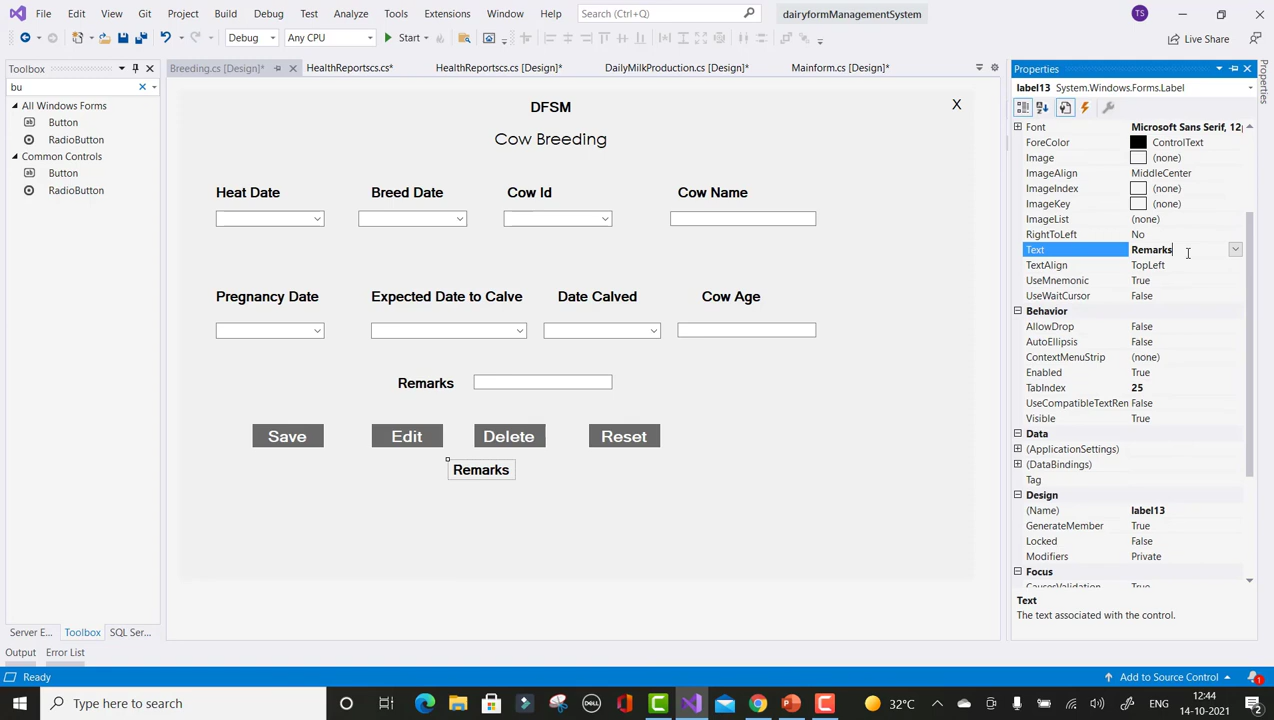 File Edit View Git Project Build Debug Test Analyze Tools Extensions Window Help Search (Ctrl+/) dairyformManagementSystem TS
Debug Any CPU Start Live Share
Toolbox
bu
All Windows Forms
Button
RadioButton
Common Controls
Button
RadioButton
Server E... Toolbox SQL Ser...
Output Error List
Breeding.cs [Design]* HealthReportscs.cs* HealthReportscs.cs [Design]* DailyMilkProduction.cs [Design]* Mainform.cs [Design]*
DFSM X
Cow Breeding
Heat Date Breed Date Cow Id Cow Name
Pregnancy Date Expected Date to Calve Date Calved Cow Age
Remarks
Save Edit Delete Reset
Remarks
Properties
label13 System.Windows.Forms.Label
Font Microsoft Sans Serif, 12p
ForeColor ControlText
Image (none)
ImageAlign MiddleCenter
ImageIndex (none)
ImageKey (none)
ImageList (none)
RightToLeft No
Text Remarks
TextAlign TopLeft
UseMnemonic True
UseWaitCursor False
Behavior
AllowDrop False
AutoEllipsis False
ContextMenuStrip (none)
Enabled True
TabIndex 25
UseCompatibleTextRen False
Visible True
Data
(ApplicationSettings)
(DataBindings)
Tag
Design
(Name) label13
GenerateMember True
Locked False
Modifiers Private
Focus
CausesValidation True
Text
The text associated with the control.
Properties
Ready Add to Source Control 1
Type here to search DELL 32°C ENG 12:44
14-10-2021 2